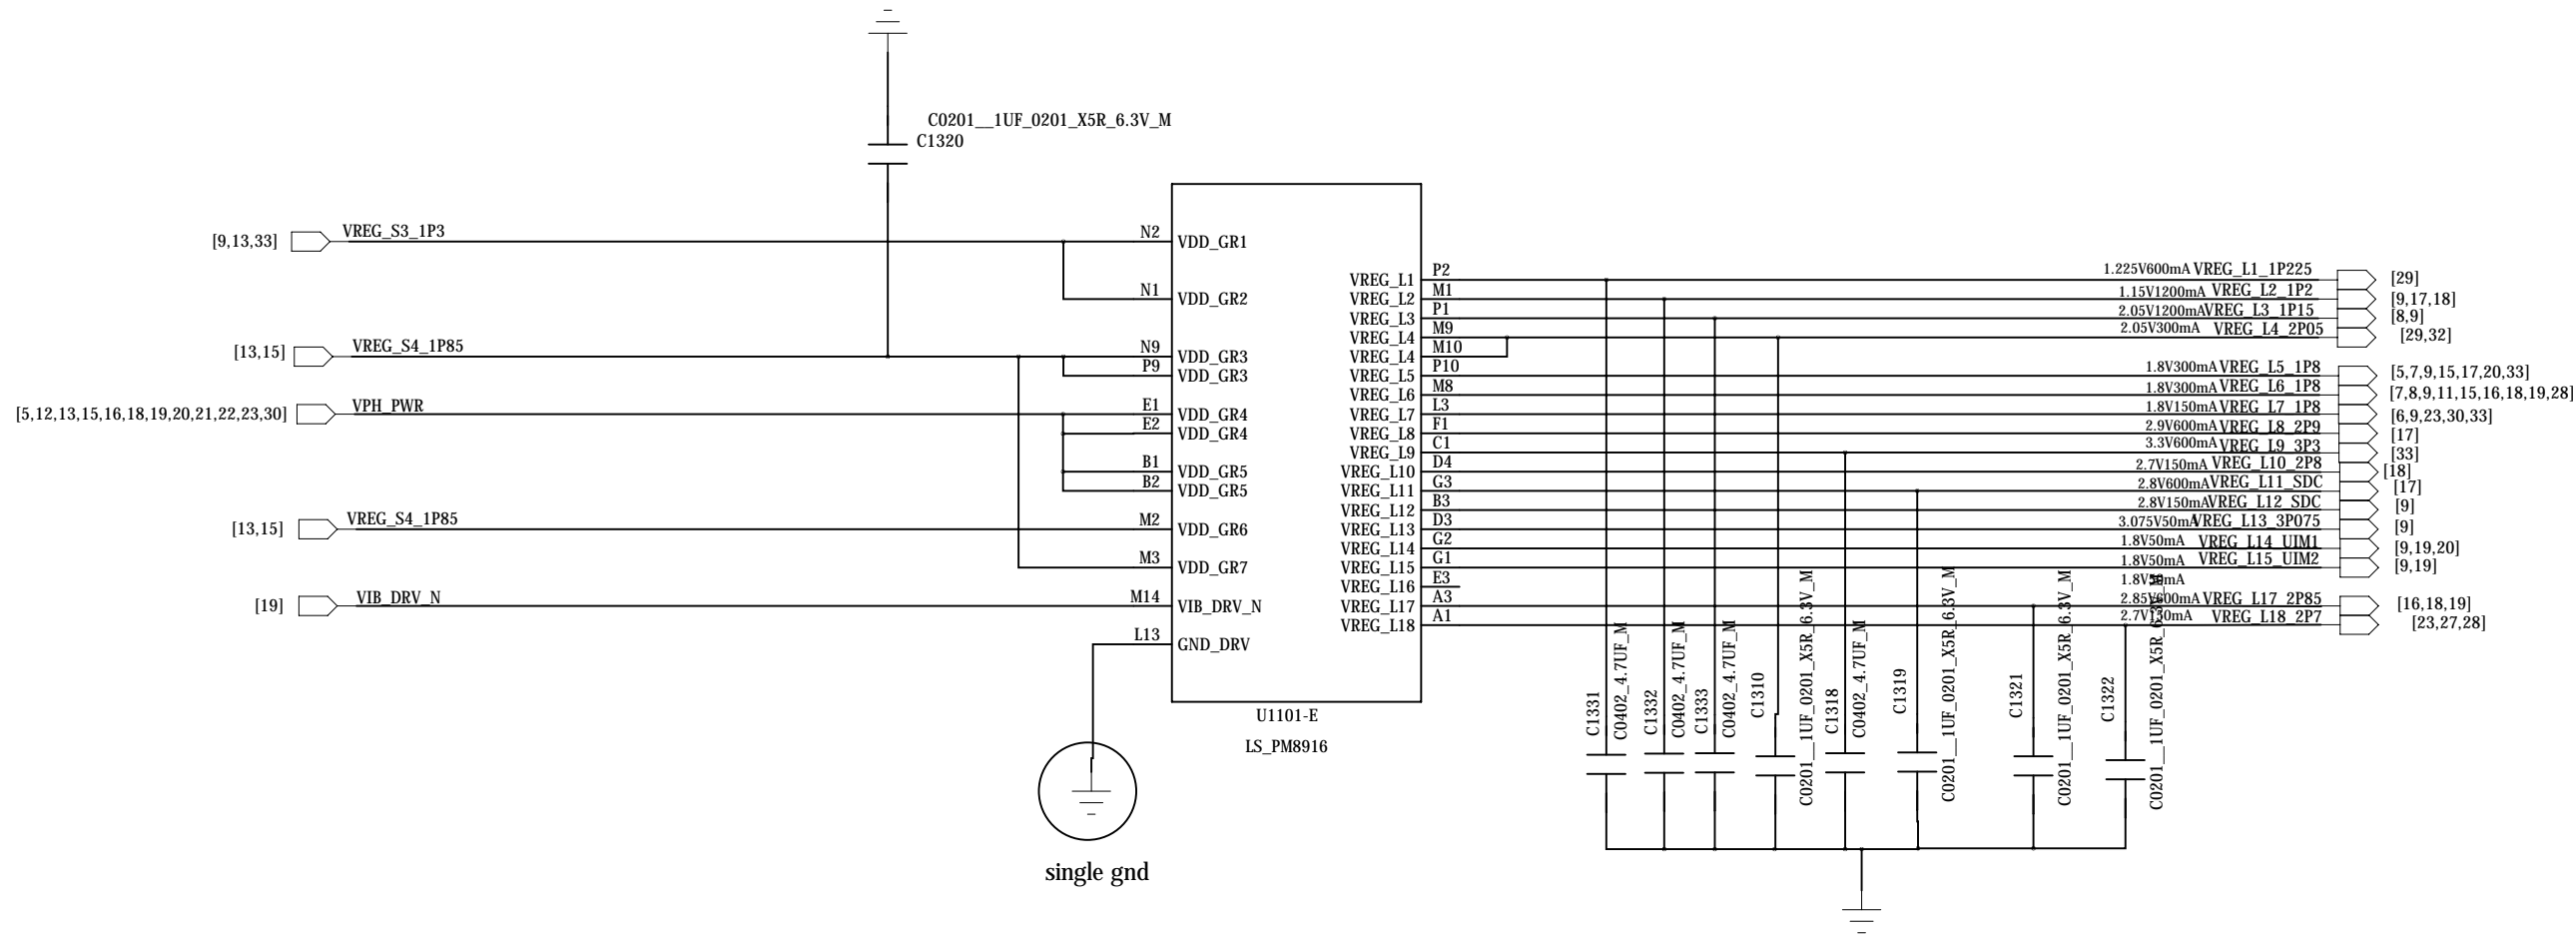 C0201__1UF_0201_X5R_6.3V_M
C1320
[9,13,33] VREG_S3_1P3 N2 VDD_GR1
N1 VDD_GR2
[13,15] VREG_S4_1P85 N9 VDD_GR3
P9 VDD_GR3
[5,12,13,15,16,18,19,20,21,22,23,30] VPH_PWR E1 VDD_GR4
E2 VDD_GR4
B1 VDD_GR5
B2 VDD_GR5
[13,15] VREG_S4_1P85 M2 VDD_GR6
M3 VDD_GR7
[19] VIB_DRV_N M14 VIB_DRV_N
L13 GND_DRV
VREG_L1 P2 1.225V600mA VREG_L1_1P225 [29]
VREG_L2 M1 1.15V1200mA VREG_L2_1P2 [9,17,18]
VREG_L3 P1 2.05V1200mA VREG_L3_1P15 [8,9]
VREG_L4 M9 2.05V300mA VREG_L4_2P05 [29,32]
VREG_L4 M10
VREG_L5 P10 1.8V300mA VREG_L5_1P8 [5,7,9,15,17,20,33]
VREG_L6 M8 1.8V300mA VREG_L6_1P8 [7,8,9,11,15,16,18,19,28]
VREG_L7 L3 1.8V150mA VREG_L7_1P8 [6,9,23,30,33]
VREG_L8 F1 2.9V600mA VREG_L8_2P9 [17]
VREG_L9 C1 3.3V600mA VREG_L9_3P3 [33]
VREG_L10 D4 2.7V150mA VREG_L10_2P8 [18]
VREG_L11 G3 2.8V600mA VREG_L11_SDC [17]
VREG_L12 B3 2.8V150mA VREG_L12_SDC [9]
VREG_L13 D3 3.075V50mA VREG_L13_3P075 [9]
VREG_L14 G2 1.8V50mA VREG_L14_UIM1 [9,19,20]
VREG_L15 G1 1.8V50mA VREG_L15_UIM2 [9,19]
VREG_L16 E3 1.8V50mA
VREG_L17 A3 2.85V600mA VREG_L17_2P85 [16,18,19]
VREG_L18 A1 2.7V150mA VREG_L18_2P7 [23,27,28]
U1101-E
LS_PM8916
single gnd
C1331
C0402_4.7UF_M
C1332
C0402_4.7UF_M
C1333
C0402_4.7UF_M
C1310
C0201__1UF_0201_X5R_6.3V_M
C1318
C0402_4.7UF_M
C1319
C0201__1UF_0201_X5R_6.3V_M
C1321
C0201__1UF_0201_X5R_6.3V_M
C1322
C0201__1UF_0201_X5R_6.3V_M